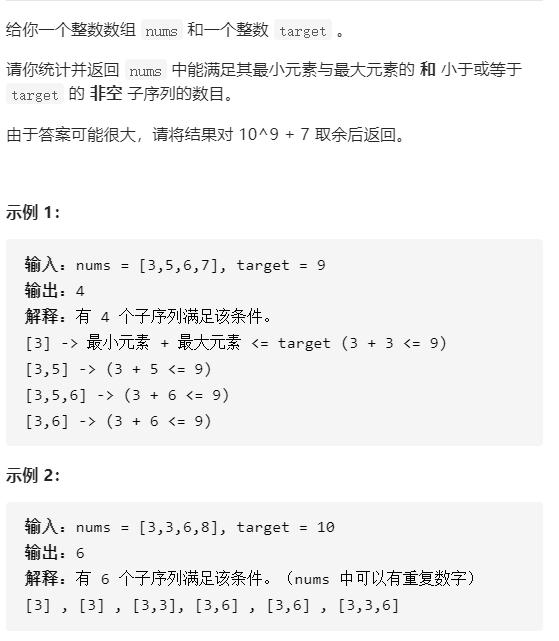 给你一个整数数组 nums 和一个整数 target 。
请你统计并返回 nums 中能满足其最小元素与最大元素的 和 小于或等于
target 的 非空 子序列的数目。
由于答案可能很大，请将结果对 10^9 + 7 取余后返回。
示例 1：
输入：nums = [3,5,6,7], target = 9
输出：4
解释：有 4 个子序列满足该条件。
[3] -> 最小元素 + 最大元素 <= target (3 + 3 <= 9)
[3,5] -> (3 + 5 <= 9)
[3,5,6] -> (3 + 6 <= 9)
[3,6] -> (3 + 6 <= 9)
示例 2：
输入：nums = [3,3,6,8], target = 10
输出：6
解释：有 6 个子序列满足该条件。（nums 中可以有重复数字）
[3] , [3] , [3,3], [3,6] , [3,6] , [3,3,6]